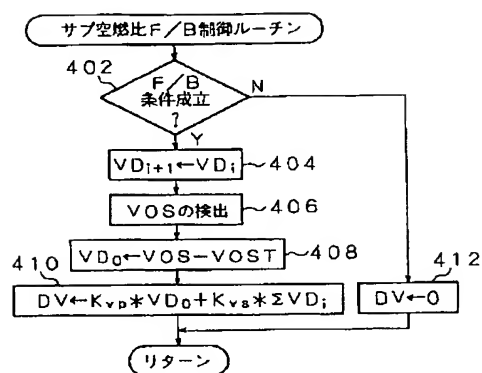 サブ空燃比F/B制御ルーチン
402
F/B
条件成立
?
N
Y
VDi+1←VDi
404
VOSの検出
406
VD0←VOS−VOST
408
410
412
DV←Kvp*VD0+Kvs*ΣVDi
DV←0
リターン